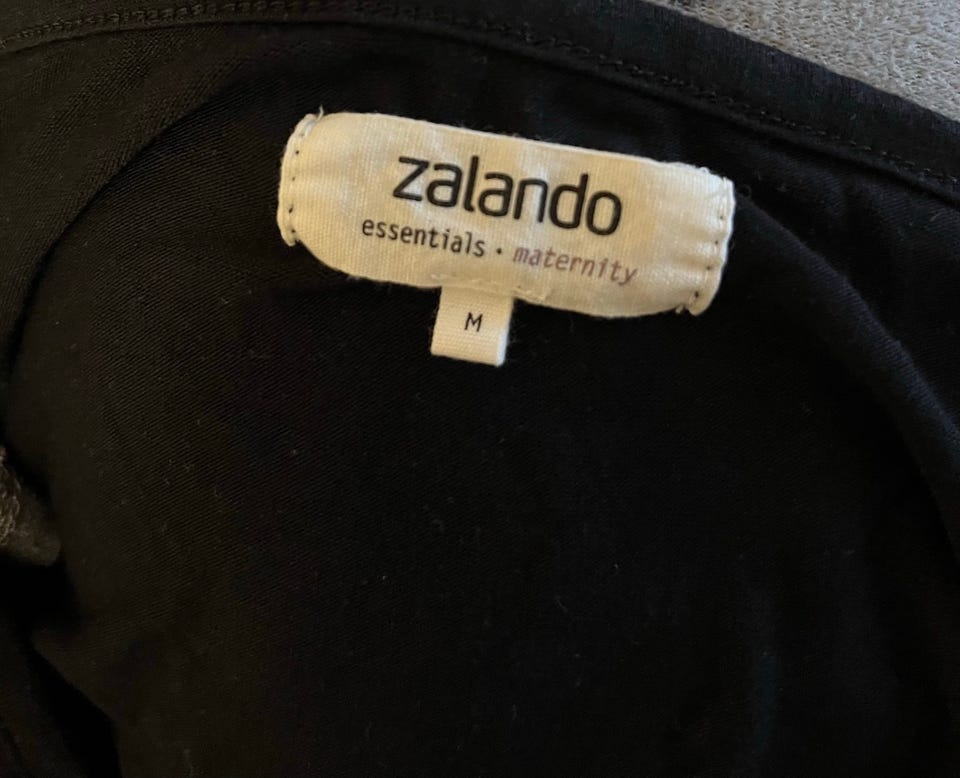 zalando
essentials • maternity
M